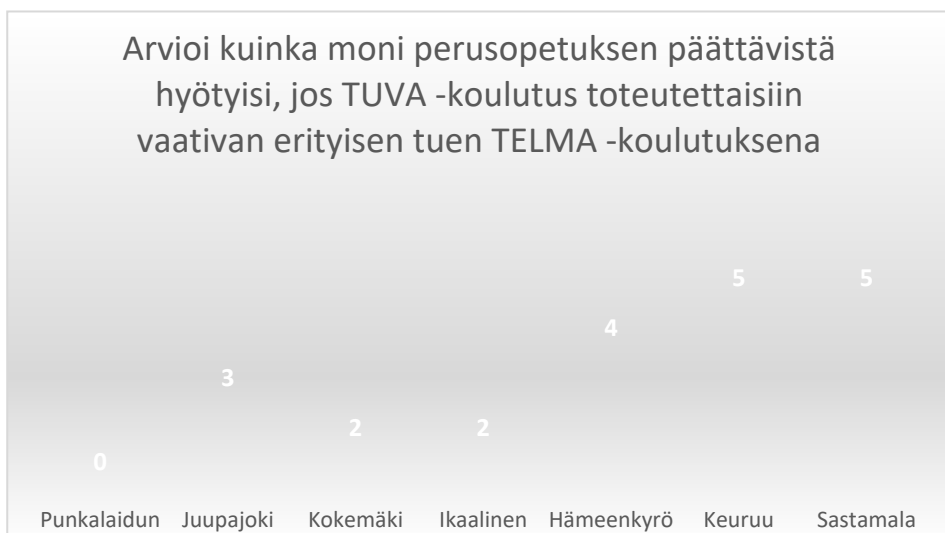 Arvioi kuinka moni perusopetuksen päättävistä
hyötyisi, jos TUVA -koulutus toteutettaisiin
vaativan erityisen tuen TELMA -koulutuksena
5 5
4
3
2 2
0
Punkalaidun Juupajoki Kokemäki Ikaalinen Hämeenkyrö Keuruu Sastamala